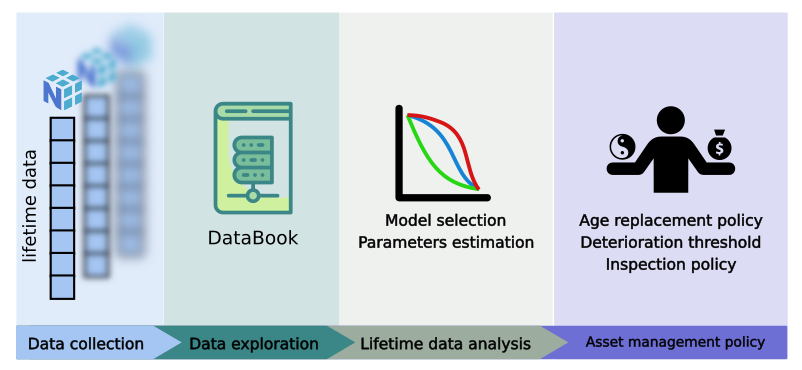 lifetime data
N
DataBook
Model selection
Parameters estimation
$
Age replacement policy
Deterioration threshold
Inspection policy
Data collection
Data exploration
Lifetime data analysis
Asset management policy